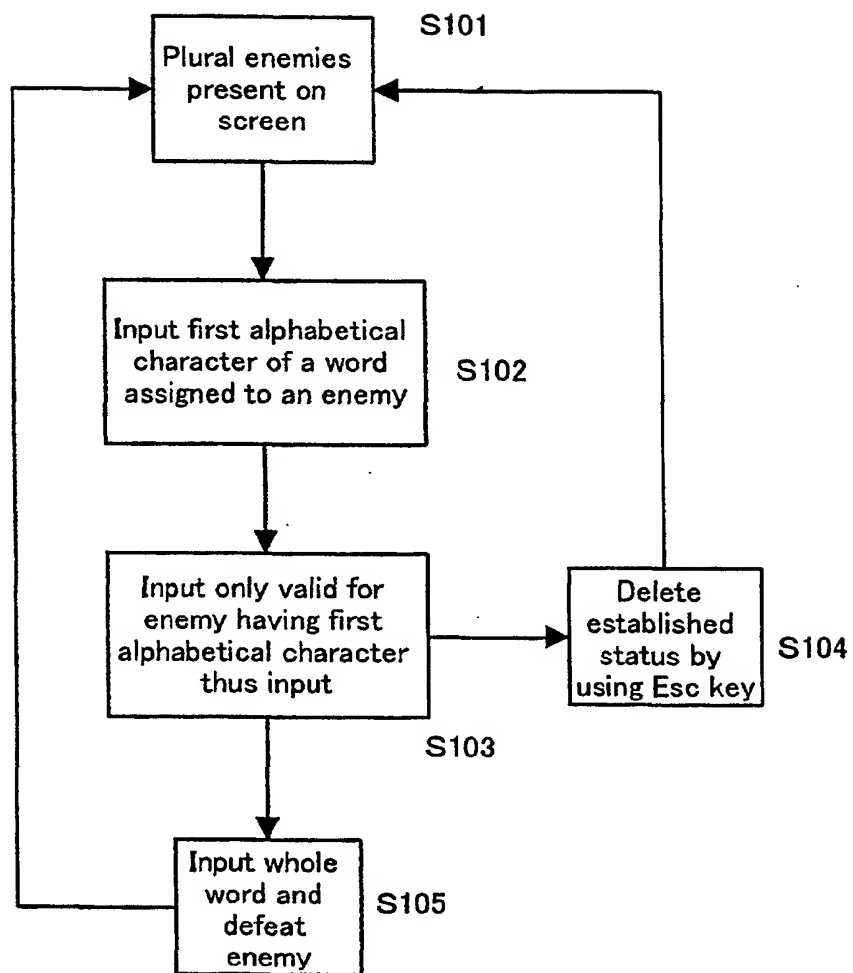 S101
Plural enemies
present on
screen
Input first alphabetical
character of a word
assigned to an enemy
S102
Input only valid for
enemy having first
alphabetical character
thus input
S103
Delete
established
status by
using Esc key
S104
Input whole
word and
defeat
enemy
S105